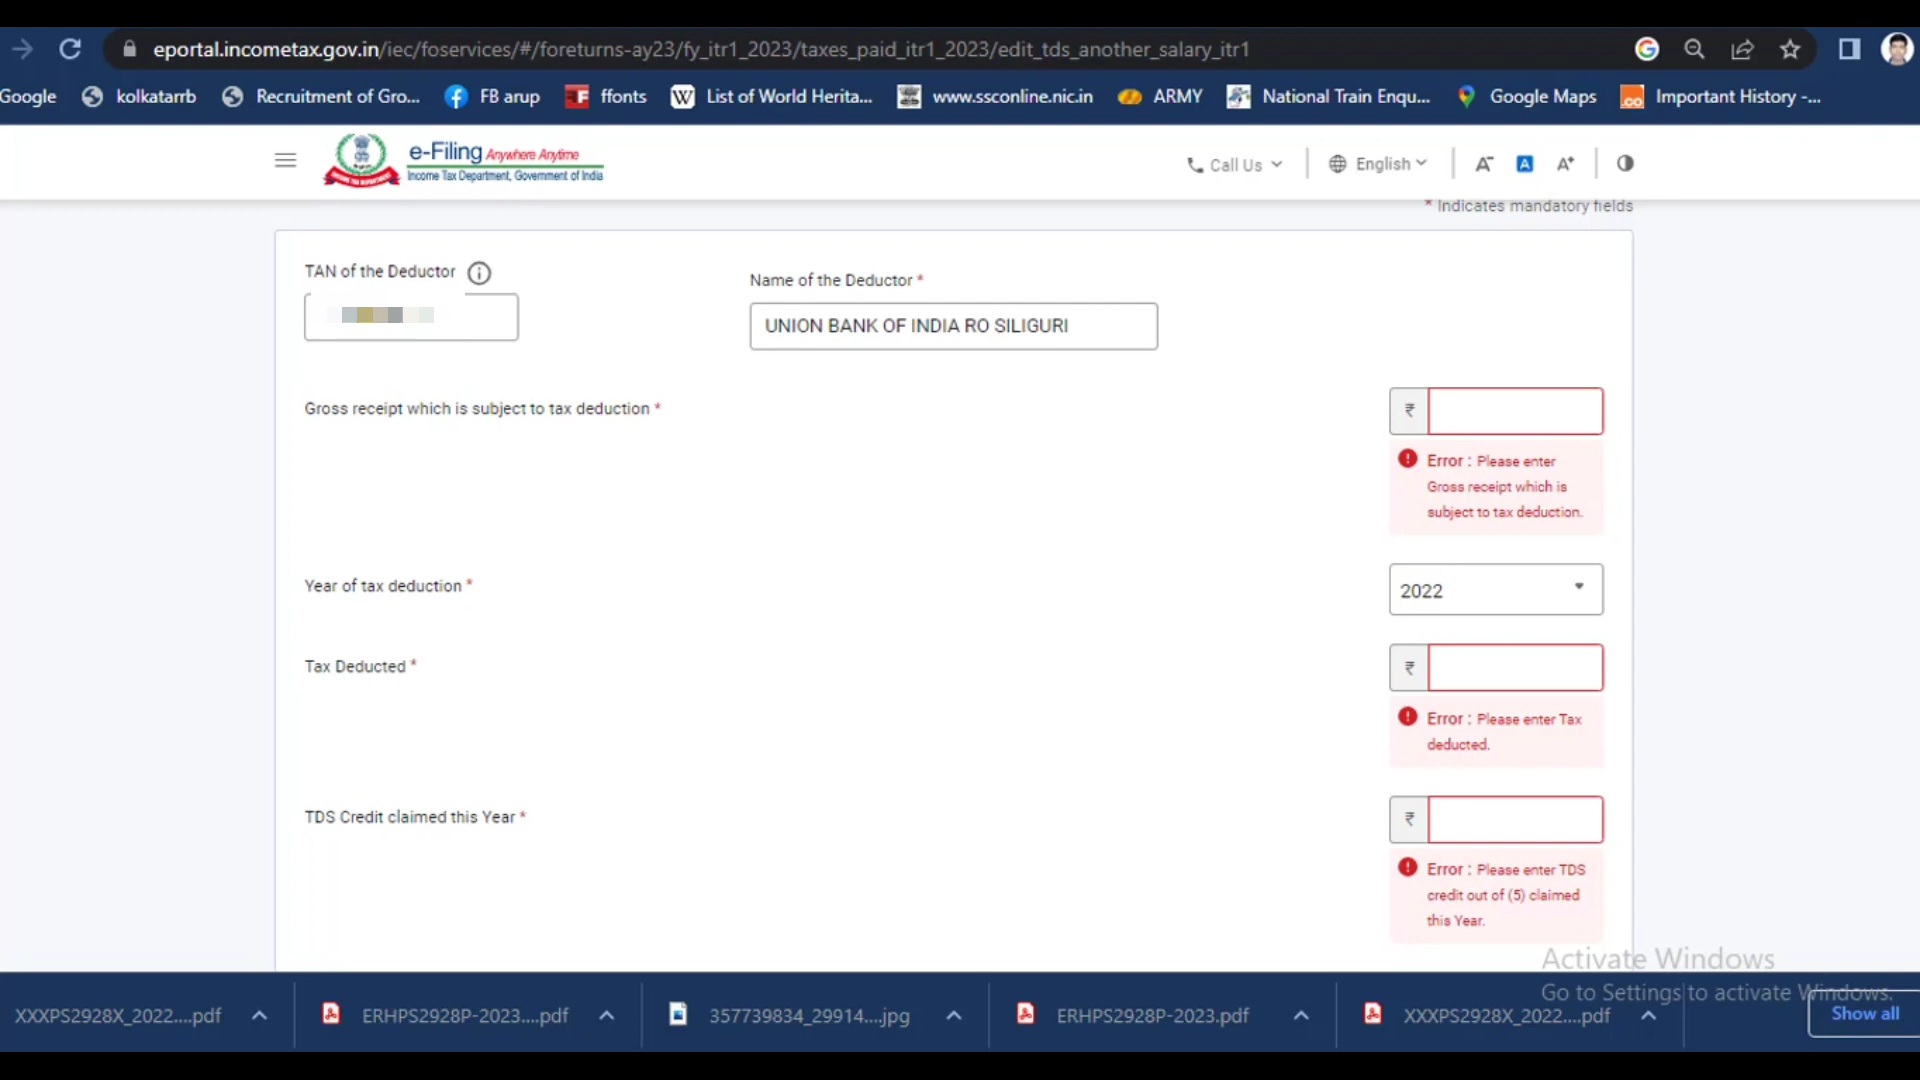 eportal.incometax.gov.in/iec/foservices/#/foreturns-ay23/fy_itr1_2023/taxes_paid_itr1_2023/edit_tds_another_salary_itr1
Google kolkatarrb Recruitment of Gro... FB arup ffonts List of World Herita... www.ssconline.nic.in ARMY National Train Enqu... Google Maps Important History -...
e-Filing Anywhere Anytime
Income Tax Department, Government of India
Call Us English A- A A+
* Indicates mandatory fields
TAN of the Deductor
Name of the Deductor *
UNION BANK OF INDIA RO SILIGURI
Gross receipt which is subject to tax deduction *
₹
Error : Please enter
Gross receipt which is
subject to tax deduction.
Year of tax deduction *
2022
Tax Deducted *
₹
Error : Please enter Tax
deducted.
TDS Credit claimed this Year *
₹
Error : Please enter TDS
credit out of (5) claimed
this Year.
Activate Windows
Go to Settings to activate Windows.
XXXPS2928X_2022....pdf ERHPS2928P-2023....pdf 357739834_29914....jpg ERHPS2928P-2023.pdf XXXPS2928X_2022....pdf Show all